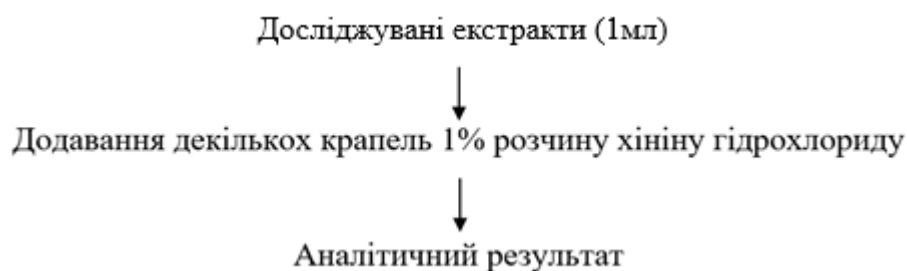 Досліджувані екстракти (1мл)
Додавання декількох крапель 1% розчину хініну гідрохлориду
Аналітичний результат